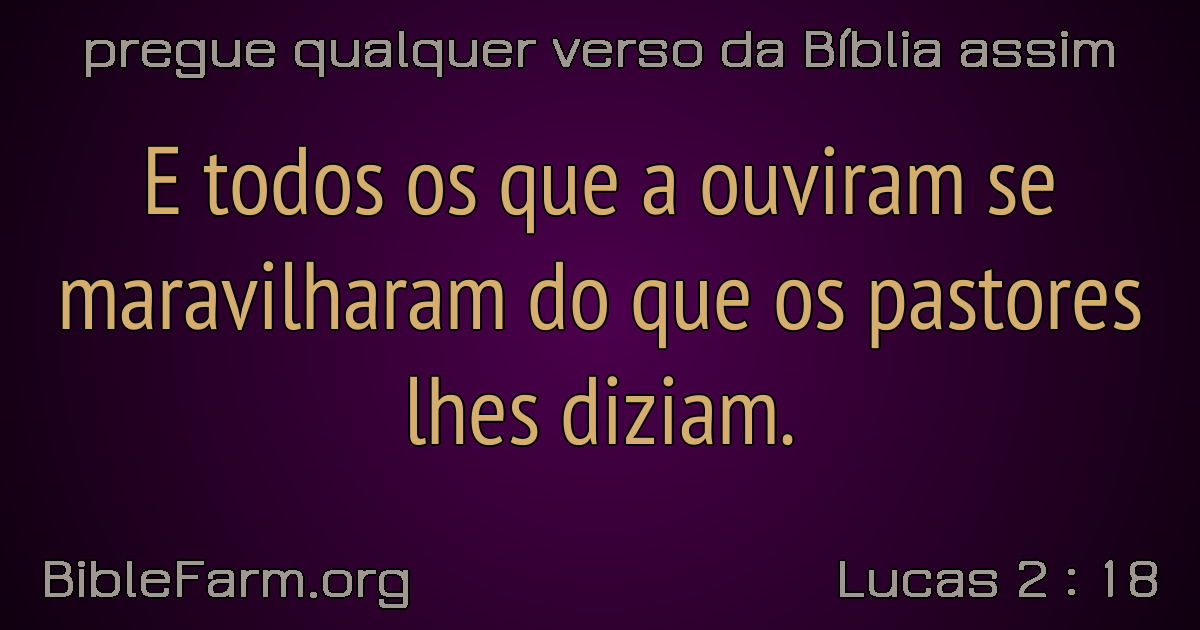 pregue qualquer verso da Bíblia assim
E todos os que a ouviram se
maravilharam do que os pastores
lhes diziam.
BibleFarm.org
Lucas 2 : 18